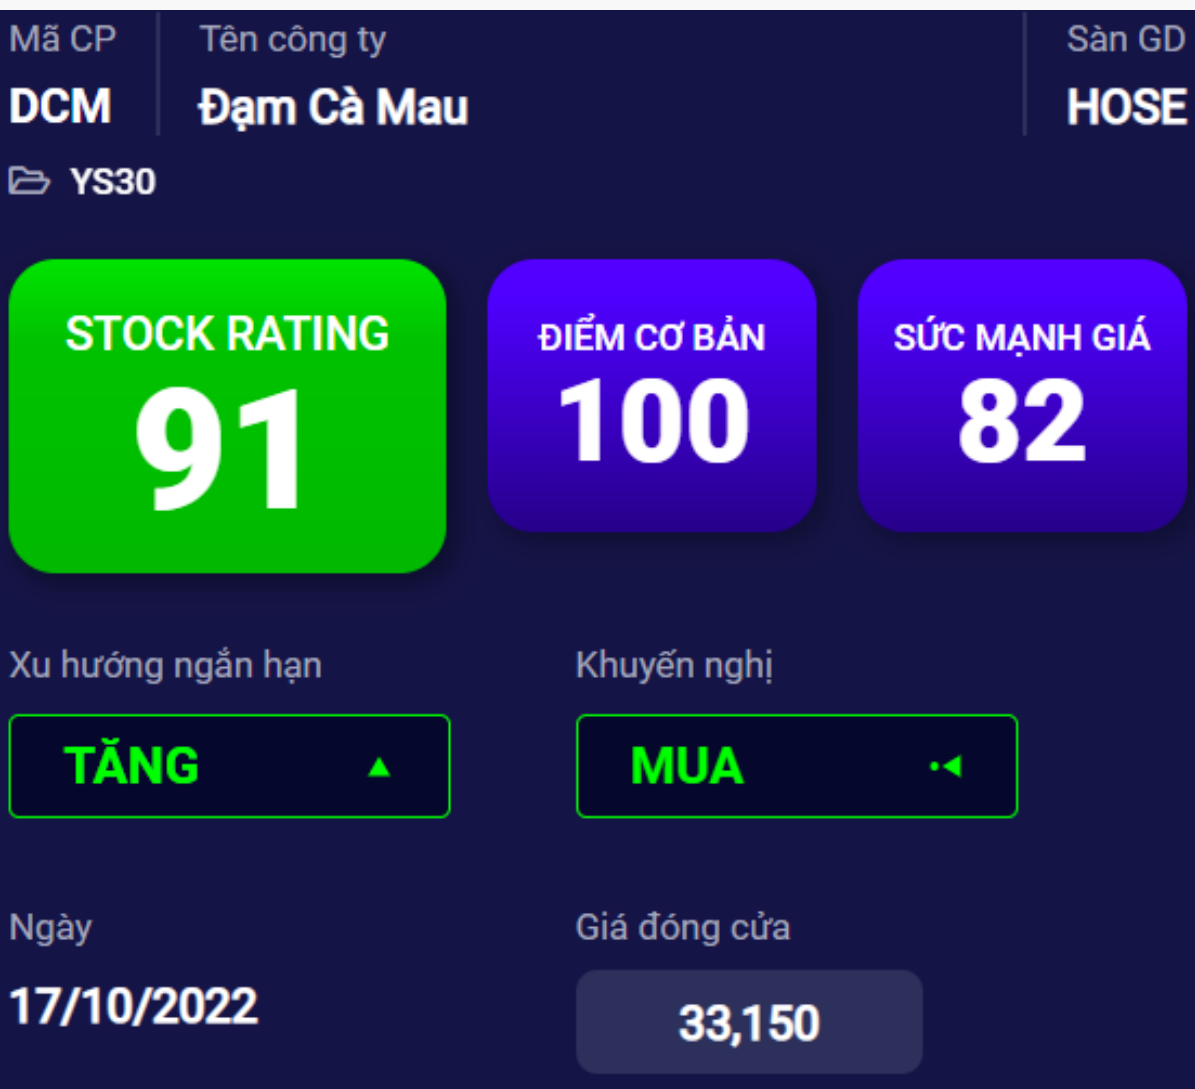 Mã CP Tên công ty Sàn GD
DCM Đạm Cà Mau HOSE
YS30
STOCK RATING
91
ĐIỂM CƠ BẢN
100
SỨC MẠNH GIÁ
82
Xu hướng ngắn hạn Khuyến nghị
TĂNG MUA
Ngày Giá đóng cửa
17/10/2022 33,150